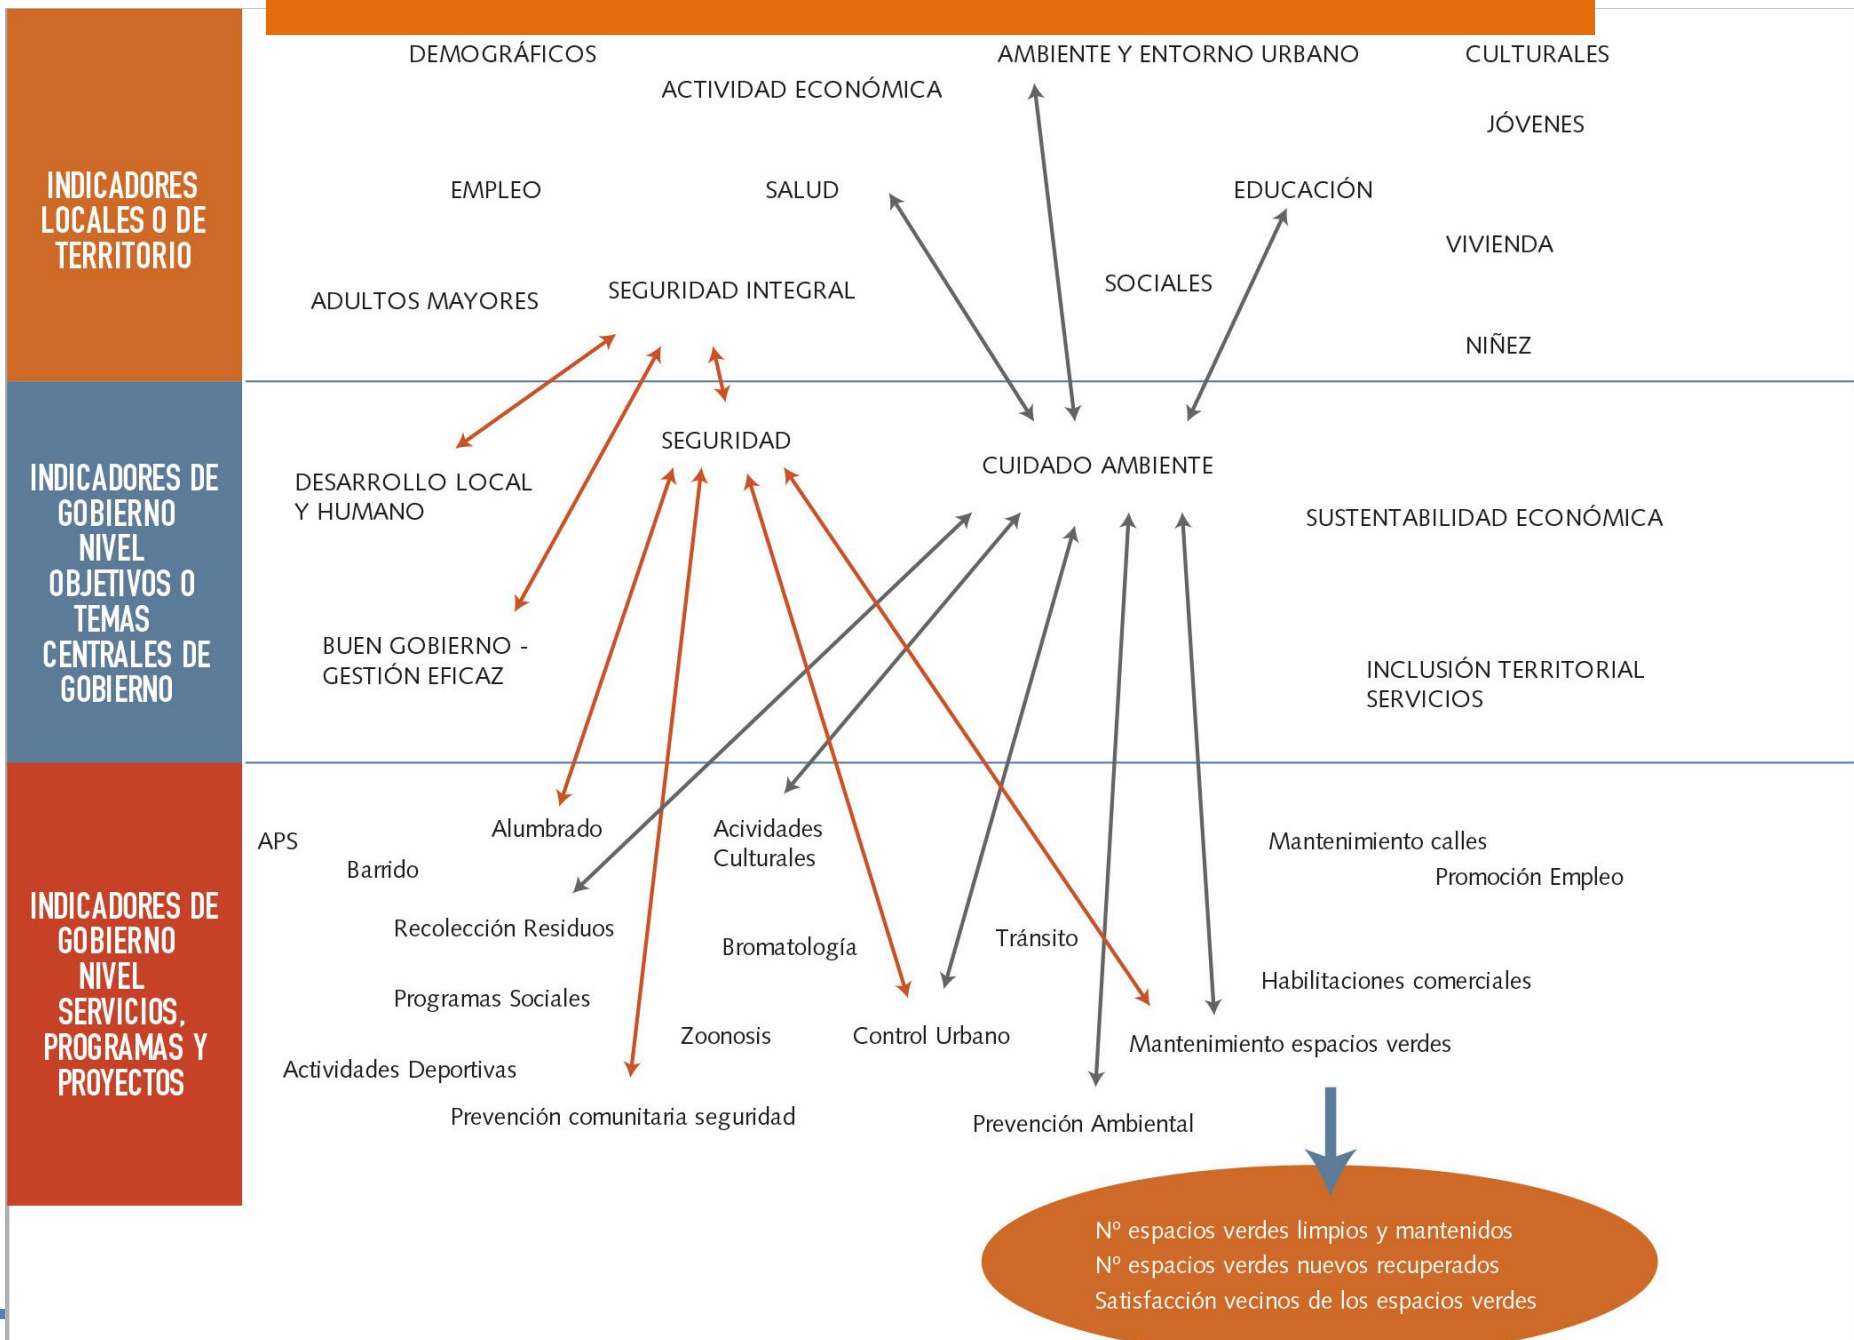 INDICADORES
LOCALES O DE
TERRITORIO
DEMOGRÁFICOS
AMBIENTE Y ENTORNO URBANO
CULTURALES
ACTIVIDAD ECONÓMICA
JÓVENES
EMPLEO
SALUD
EDUCACIÓN
VIVIENDA
SOCIALES
SEGURIDAD INTEGRAL
ADULTOS MAYORES
NIÑEZ
INDICADORES DE
GOBIERNO
NIVEL
OBJETIVOS O
TEMAS
CENTRALES DE
GOBIERNO
SEGURIDAD
CUIDADO AMBIENTE
DESARROLLO LOCAL
Y HUMANO
SUSTENTABILIDAD ECONÓMICA
BUEN GOBIERNO -
GESTIÓN EFICAZ
INCLUSIÓN TERRITORIAL
SERVICIOS
INDICADORES DE
GOBIERNO
NIVEL
SERVICIOS,
PROGRAMAS Y
PROYECTOS
APS
Alumbrado
Acividades
Culturales
Mantenimiento calles
Barrido
Promoción Empleo
Recolección Residuos
Bromatología
Tránsito
Habilitaciones comerciales
Programas Sociales
Zoonosis
Control Urbano
Mantenimiento espacios verdes
Actividades Deportivas
Prevención comunitaria seguridad
Prevención Ambiental
Nº espacios verdes limpios y mantenidos
Nº espacios verdes nuevos recuperados
Satisfacción vecinos de los espacios verdes